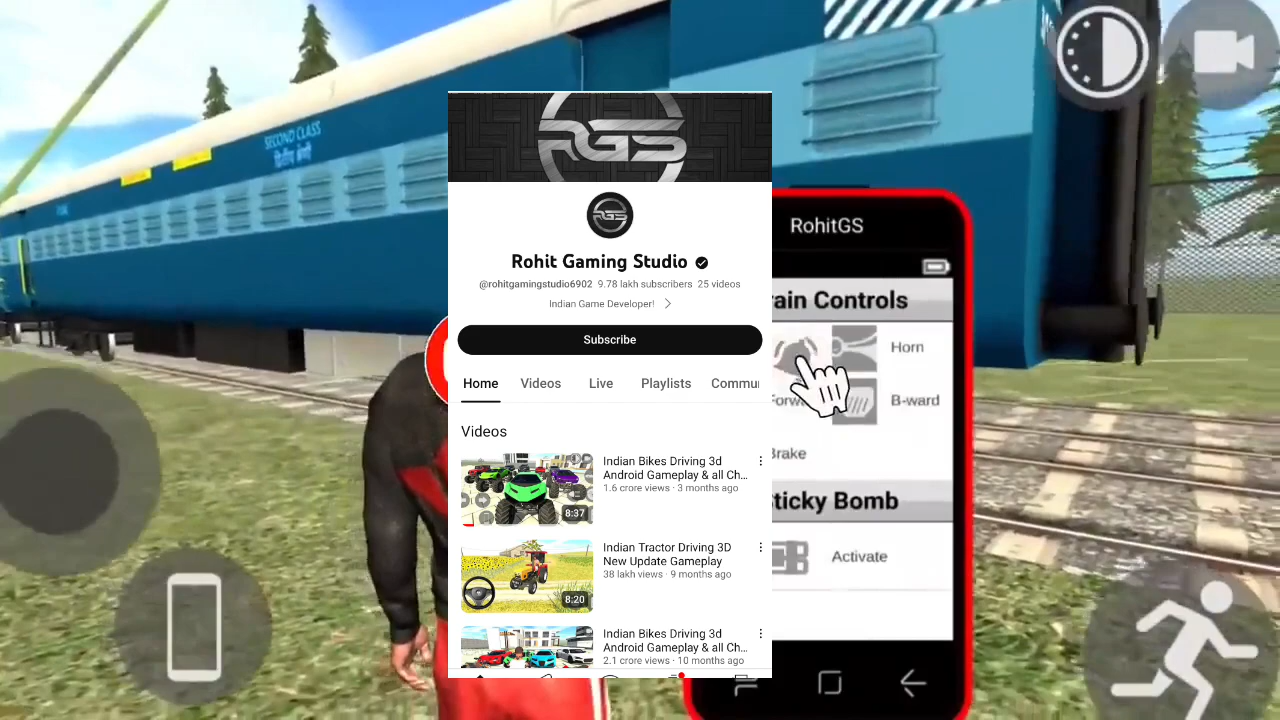 SECOND CLASS
द्वितीय श्रेणी
RGS
RGS
Rohit Gaming Studio
@rohitgamingstudio6902 9.78 lakh subscribers 25 videos
Indian Game Developer!
Subscribe
Home Videos Live Playlists Commu
Videos
Indian Bikes Driving 3d
Android Gameplay & all Ch...
1.6 crore views · 3 months ago
8:37
Indian Tractor Driving 3D
New Update Gameplay
38 lakh views · 9 months ago
8:20
Indian Bikes Driving 3d
Android Gameplay & all Ch...
2.1 crore views · 10 months ago
RohitGS
rain Controls
Horn
Forw
B-ward
Brake
ticky Bomb
Activate